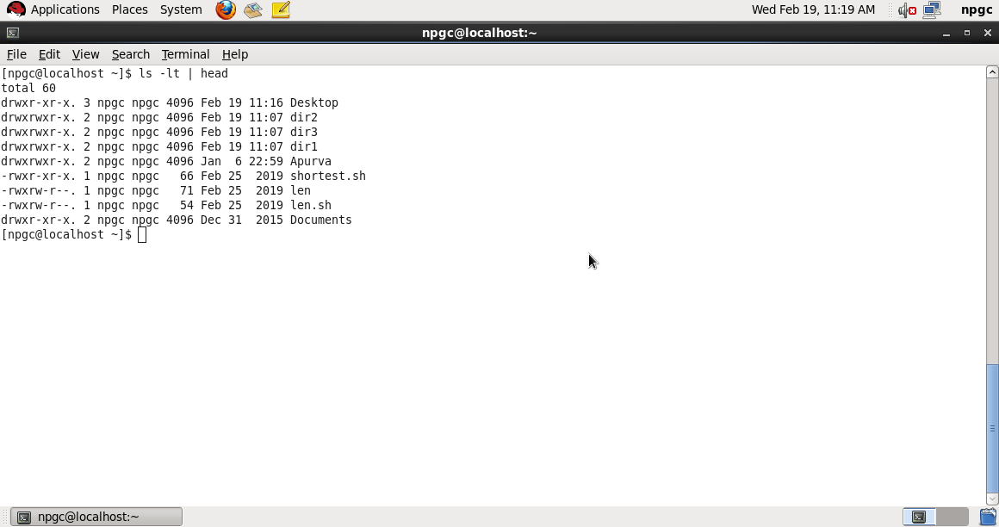 Applications Places System Wed Feb 19, 11:19 AM npgc
npgc@localhost:~
File Edit View Search Terminal Help
[npgc@localhost ~]$ ls -lt | head
total 60
drwxr-xr-x. 3 npgc npgc 4096 Feb 19 11:16 Desktop
drwxrwxr-x. 2 npgc npgc 4096 Feb 19 11:07 dir2
drwxrwxr-x. 2 npgc npgc 4096 Feb 19 11:07 dir3
drwxrwxr-x. 2 npgc npgc 4096 Feb 19 11:07 dir1
drwxrwxr-x. 2 npgc npgc 4096 Jan  6 22:59 Apurva
-rwxr-xr-x. 1 npgc npgc   66 Feb 25  2019 shortest.sh
-rwxrw-r--. 1 npgc npgc   71 Feb 25  2019 len
-rwxrw-r--. 1 npgc npgc   54 Feb 25  2019 len.sh
drwxr-xr-x. 2 npgc npgc 4096 Dec 31  2015 Documents
[npgc@localhost ~]$
npgc@localhost:~